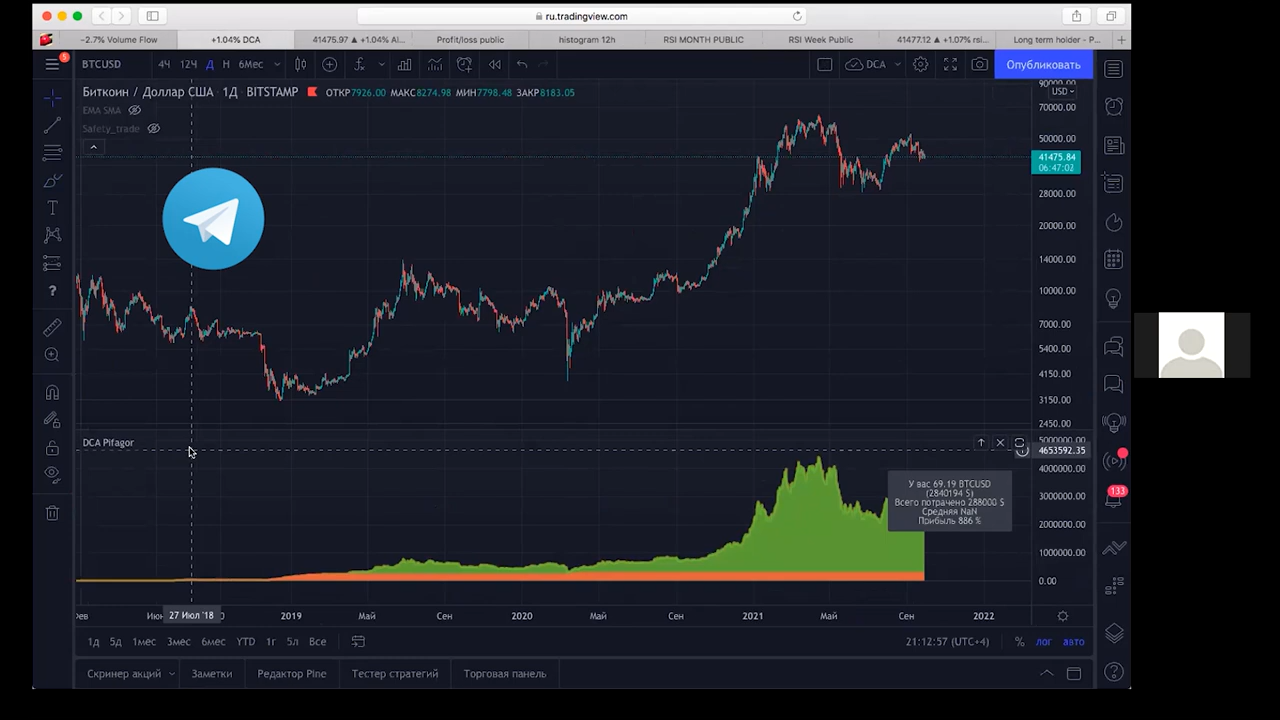 ru.tradingview.com
−2.7% Volume Flow
+1.04% DCA
41475.97 ▲ +1.04% Al...
Profit/loss public
histogram 12h
RSI MONTH PUBLIC
RSI Week Public
41477.12 ▲ +1.07% rsi...
Long term holder - P...
5
BTCUSD
4Ч
12Ч
Д
Н
6Мес
DCA
Опубликовать
Биткоин / Доллар США · 1Д · BITSTAMP
ОТКР7926.00 МАКС8274.98 МИН7798.48 ЗАКР8183.05
EMA SMA
Safety_trade
90000.00
USD
70000.00
50000.00
41475.84
06:47:02
28000.00
20000.00
14000.00
10000.00
7000.00
5400.00
4150.00
3150.00
2450.00
DCA Pifagor
5000000.00
4653592.35
4000000.00
3000000.00
2000000.00
1000000.00
0.00
У вас 69.19 BTCUSD
(2840194 $)
Всего потрачено 288000 $
Средняя NaN
Прибыль 886 %
133
27 Июл '18
2019
Май
Сен
2020
Май
Сен
2021
Май
Сен
2022
1д
5д
1мес
3мес
6мес
YTD
1г
5л
Все
21:12:57 (UTC+4)
%
лог
авто
Скринер акций
Заметки
Редактор Pine
Тестер стратегий
Торговая панель